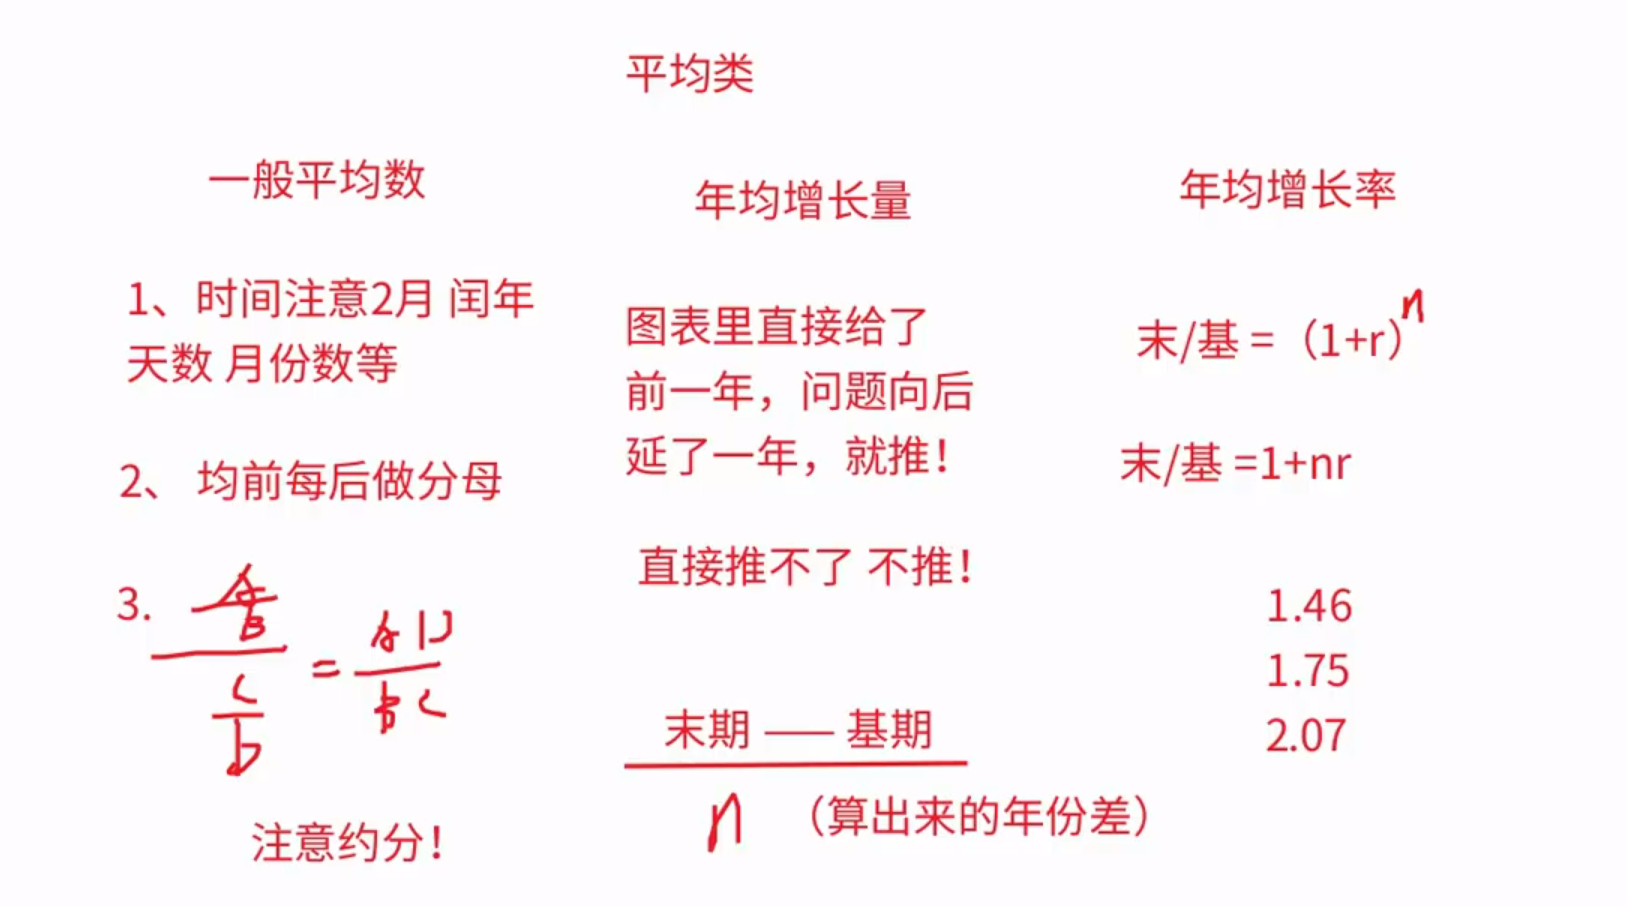 平均类
一般平均数
1、时间注意2月 闰年
天数 月份数等
2、 均前每后做分母
3.
A
B
C
D
=
AD
BC
注意约分！
年均增长量
图表里直接给了
前一年，问题向后
延了一年，就推！
直接推不了 不推！
末期 —— 基期
n （算出来的年份差）
年均增长率
末/基 =（1+r）n
末/基 =1+nr
1.46
1.75
2.07